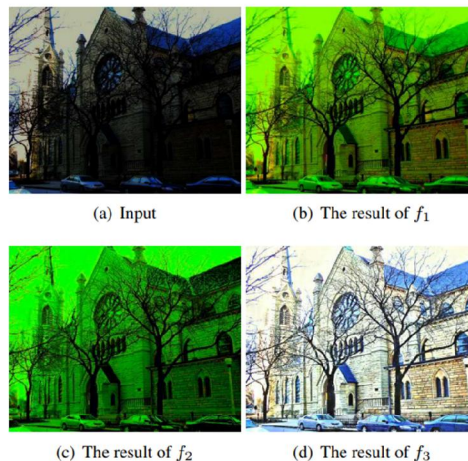 (a) Input
(b) The result of f₁
(c) The result of f₂
(d) The result of f₃